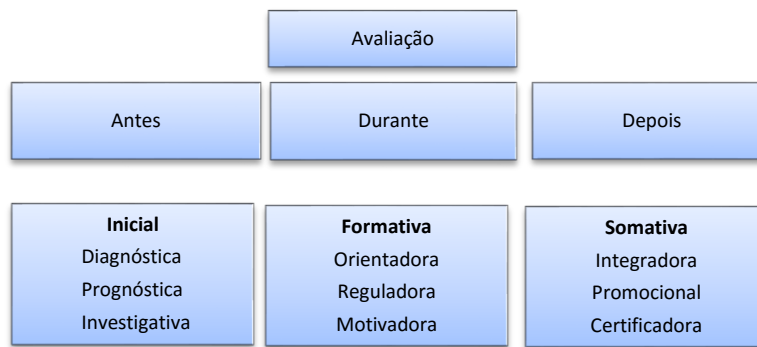 Avaliação
Antes
Durante
Depois
Inicial
Diagnóstica
Prognóstica
Investigativa
Formativa
Orientadora
Reguladora
Motivadora
Somativa
Integradora
Promocional
Certificadora